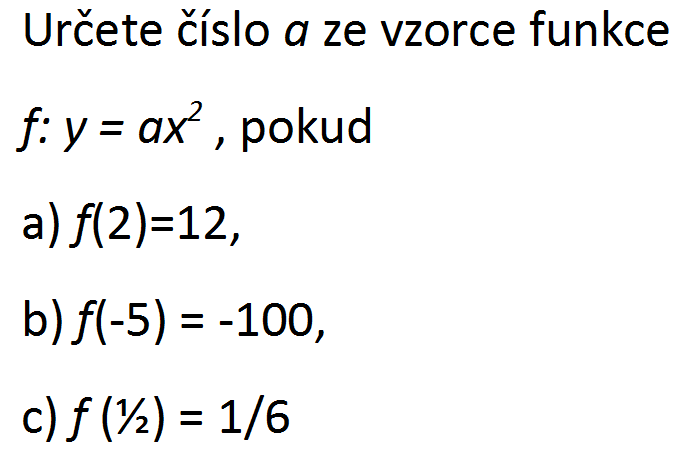 Určete číslo a ze vzorce funkce
f: y = ax² , pokud
a) f(2)=12,
b) f(-5) = -100,
c) f (½) = 1/6